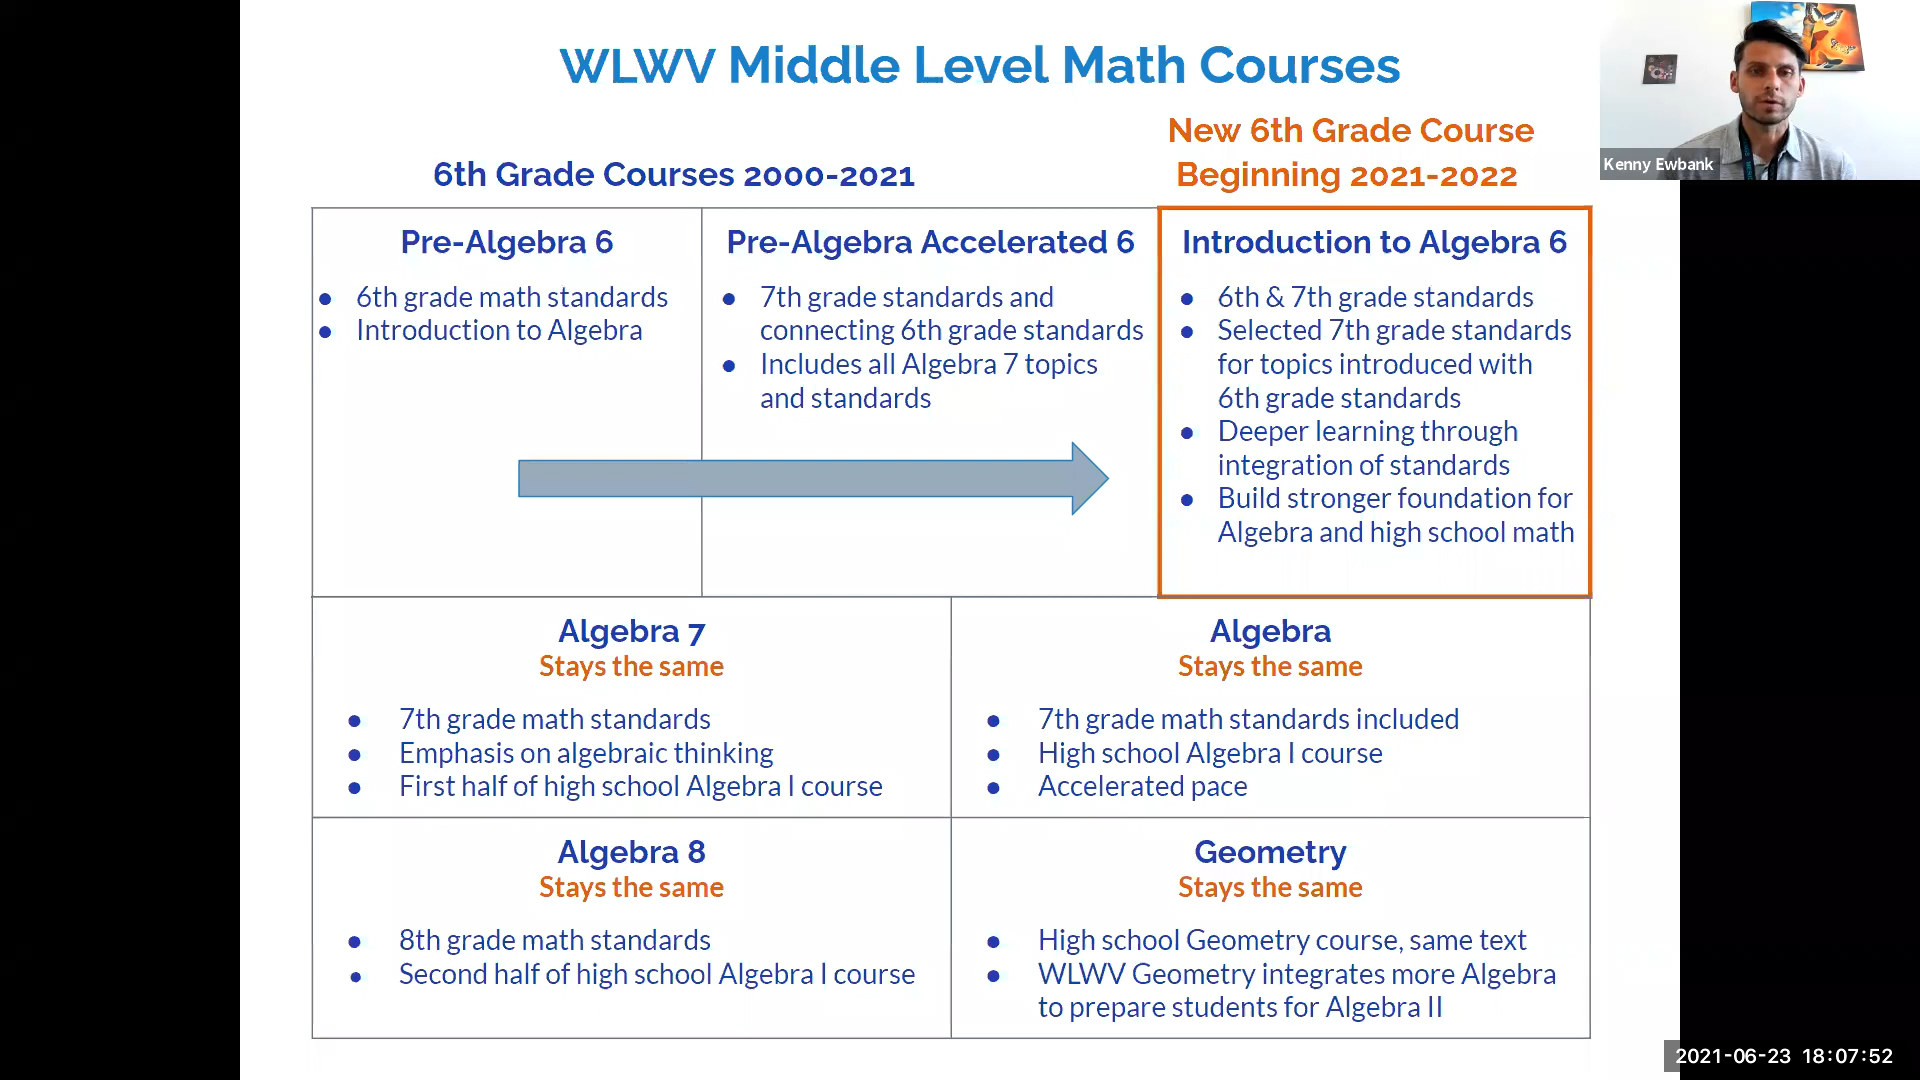 WLWV Middle Level Math Courses
6th Grade Courses 2000-2021
New 6th Grade Course
Beginning 2021-2022
Kenny Ewbank
Pre-Algebra 6
● 6th grade math standards
● Introduction to Algebra
Pre-Algebra Accelerated 6
● 7th grade standards and
connecting 6th grade standards
● Includes all Algebra 7 topics
and standards
Introduction to Algebra 6
● 6th & 7th grade standards
● Selected 7th grade standards
for topics introduced with
6th grade standards
● Deeper learning through
integration of standards
● Build stronger foundation for
Algebra and high school math
Algebra 7
Stays the same
● 7th grade math standards
● Emphasis on algebraic thinking
● First half of high school Algebra I course
Algebra
Stays the same
● 7th grade math standards included
● High school Algebra I course
● Accelerated pace
Algebra 8
Stays the same
● 8th grade math standards
● Second half of high school Algebra I course
Geometry
Stays the same
● High school Geometry course, same text
● WLWV Geometry integrates more Algebra
to prepare students for Algebra II
2021-06-23 18:07:52